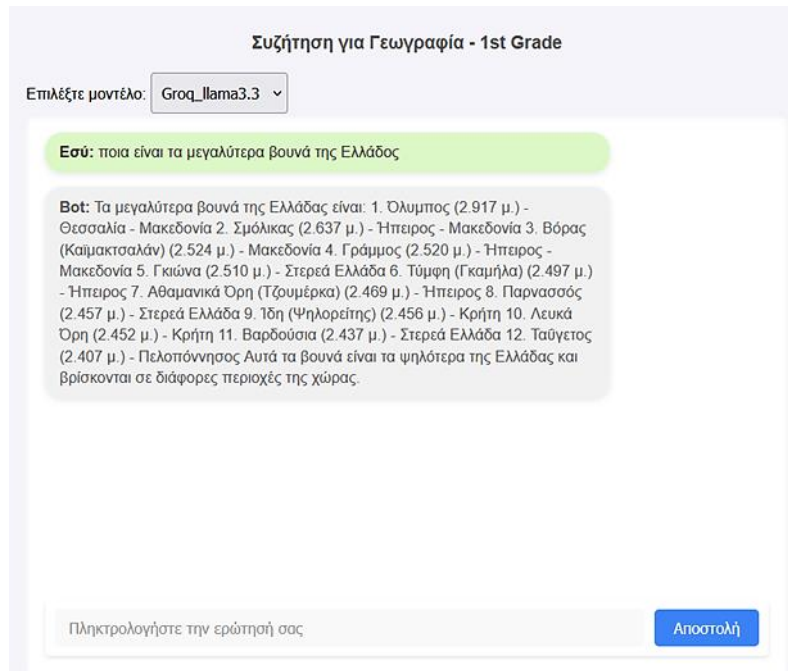 Συζήτηση για Γεωγραφία - 1st Grade
Επιλέξτε μοντέλο: Groq_llama3.3
Εσύ: ποια είναι τα μεγαλύτερα βουνά της Ελλάδος
Bot: Τα μεγαλύτερα βουνά της Ελλάδας είναι: 1. Όλυμπος (2.917 μ.) -
Θεσσαλία - Μακεδονία 2. Σμόλικας (2.637 μ.) - Ήπειρος - Μακεδονία 3. Βόρας
(Καϊμακτσαλάν) (2.524 μ.) - Μακεδονία 4. Γράμμος (2.520 μ.) - Ήπειρος -
Μακεδονία 5. Γκιώνα (2.510 μ.) - Στερεά Ελλάδα 6. Τύμφη (Γκαμήλα) (2.497 μ.)
- Ήπειρος 7. Αθαμανικά Όρη (Τζουμέρκα) (2.469 μ.) - Ήπειρος 8. Παρνασσός
(2.457 μ.) - Στερεά Ελλάδα 9. Ίδη (Ψηλορείτης) (2.456 μ.) - Κρήτη 10. Λευκά
Όρη (2.452 μ.) - Κρήτη 11. Βαρδούσια (2.437 μ.) - Στερεά Ελλάδα 12. Ταΰγετος
(2.407 μ.) - Πελοπόννησος Αυτά τα βουνά είναι τα ψηλότερα της Ελλάδας και
βρίσκονται σε διάφορες περιοχές της χώρας.
Πληκτρολογήστε την ερώτησή σας
Αποστολή